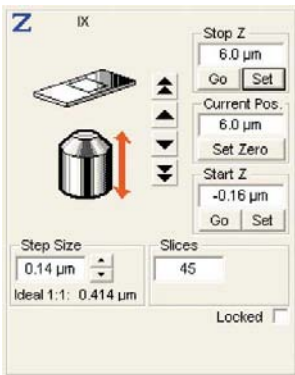 Z IX
Stop Z
6.0 µm
Go Set
Current Pos.
6.0 µm
Set Zero
Start Z
-0.16 µm
Go Set
Step Size
0.14 µm
Ideal 1:1: 0.414 µm
Slices
45
Locked